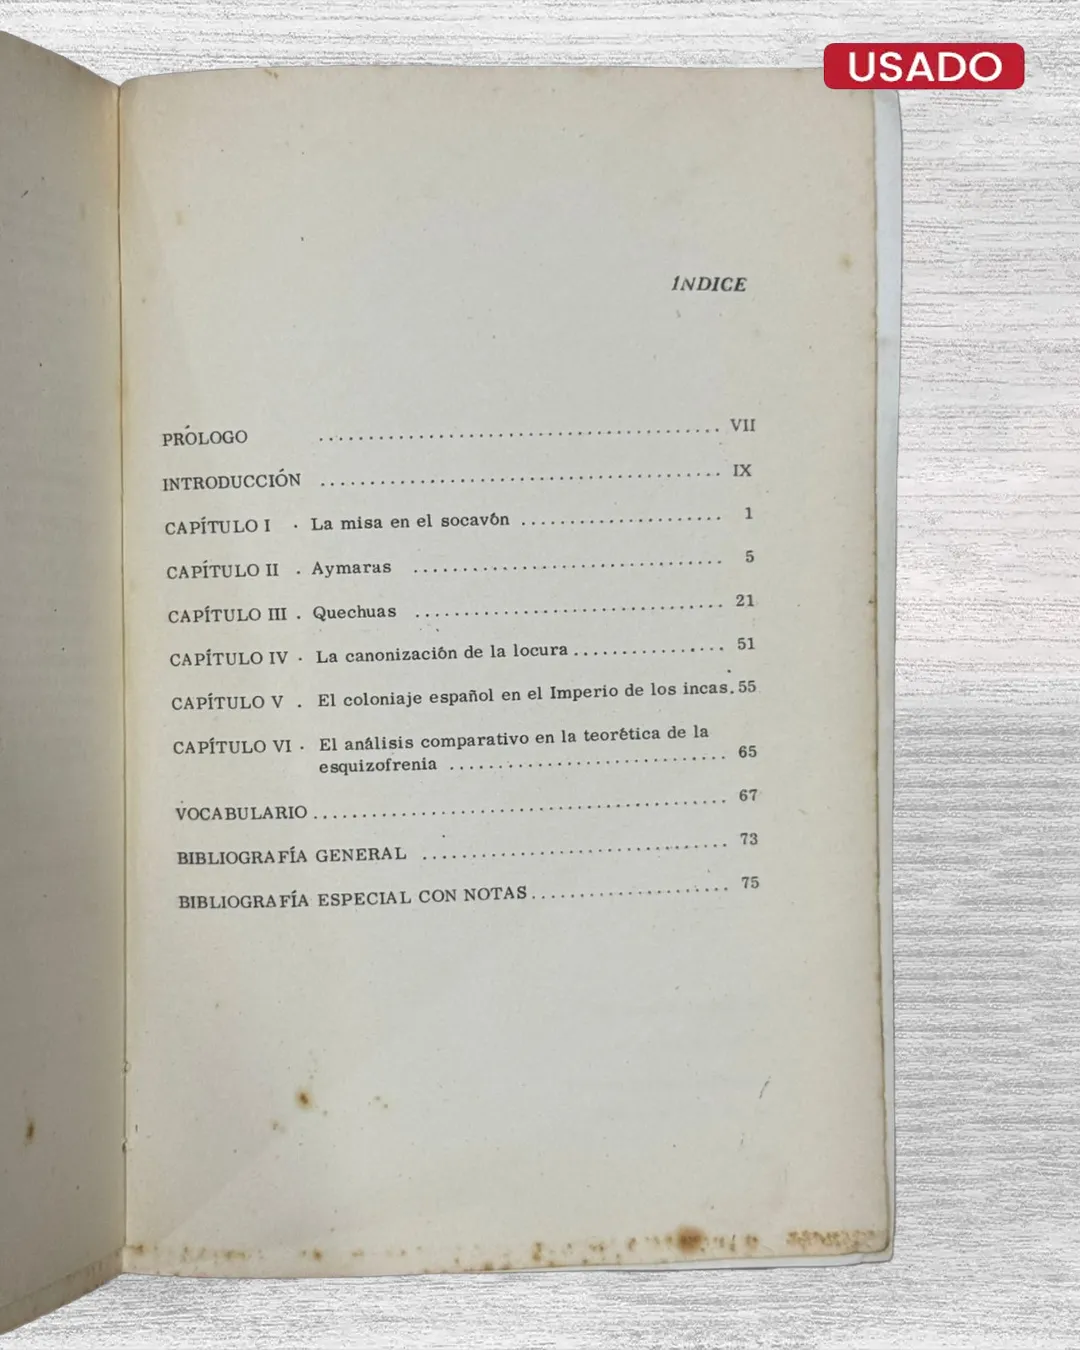 USADO
ÍNDICE
PRÓLOGO ........................................ VII
INTRODUCCIÓN ........................................ IX
CAPÍTULO I . La misa en el socavón ..................... 1
CAPÍTULO II . Aymaras ............................... 5
CAPÍTULO III . Quechuas ............................... 21
CAPÍTULO IV . La canonización de la locura ................ 51
CAPÍTULO V . El coloniaje español en el Imperio de los incas. 55
CAPÍTULO VI . El análisis comparativo en la teorética de la
esquizofrenia ............................ 65
VOCABULARIO .......................................... 67
BIBLIOGRAFÍA GENERAL ............................... 73
BIBLIOGRAFÍA ESPECIAL CON NOTAS .................... 75